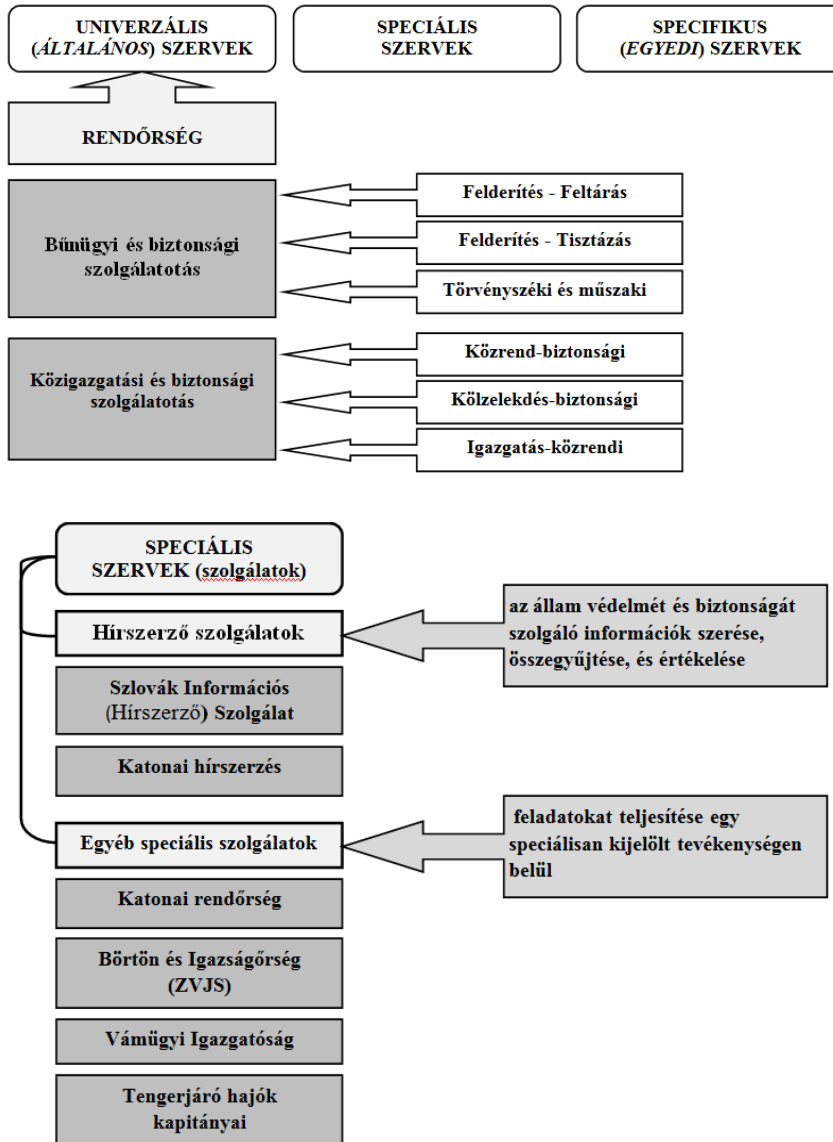 UNIVERZÁLIS
(ÁLTALÁNOS) SZERVEK
SPECIÁLIS
SZERVEK
SPECIFIKUS
(EGYEDI) SZERVEK
RENDŐRSÉG
Bűnügyi és biztonsági
szolgálatotás
Felderítés - Feltárás
Felderítés - Tisztázás
Törvényszéki és műszaki
Közigazgatási és biztonsági
szolgálatotás
Közrend-biztonsági
Kölzelekdés-biztonsági
Igazgatás-közrendi
SPECIÁLIS
SZERVEK (szolgálatok)
Hírszerző szolgálatok
az állam védelmét és biztonságát
szolgáló információk szerése,
összegyűjtése, és értékelése
Szlovák Információs
(Hírszerző) Szolgálat
Katonai hírszerzés
Egyéb speciális szolgálatok
feladatokat teljesítése egy
speciálisan kijelölt tevékenységen
belül
Katonai rendőrség
Börtön és Igazságőrség
(ZVJS)
Vámügyi Igazgatóság
Tengerjáró hajók
kapitányai